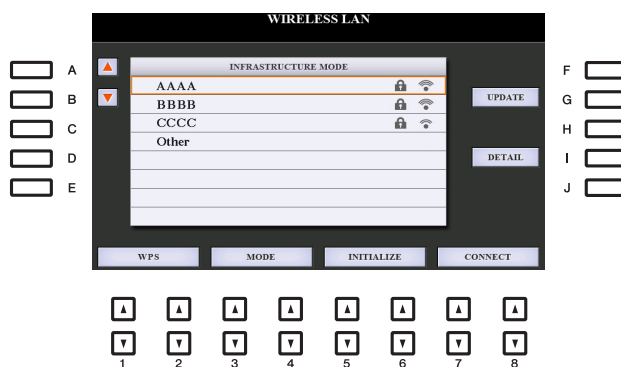 WIRELESS LAN
INFRASTRUCTURE MODE
A
F
AAAA
B
BBBB
UPDATE
G
C
CCCC
H
Other
D
DETAIL
I
E
J
WPS MODE INITIALIZE CONNECT
1 2 3 4 5 6 7 8